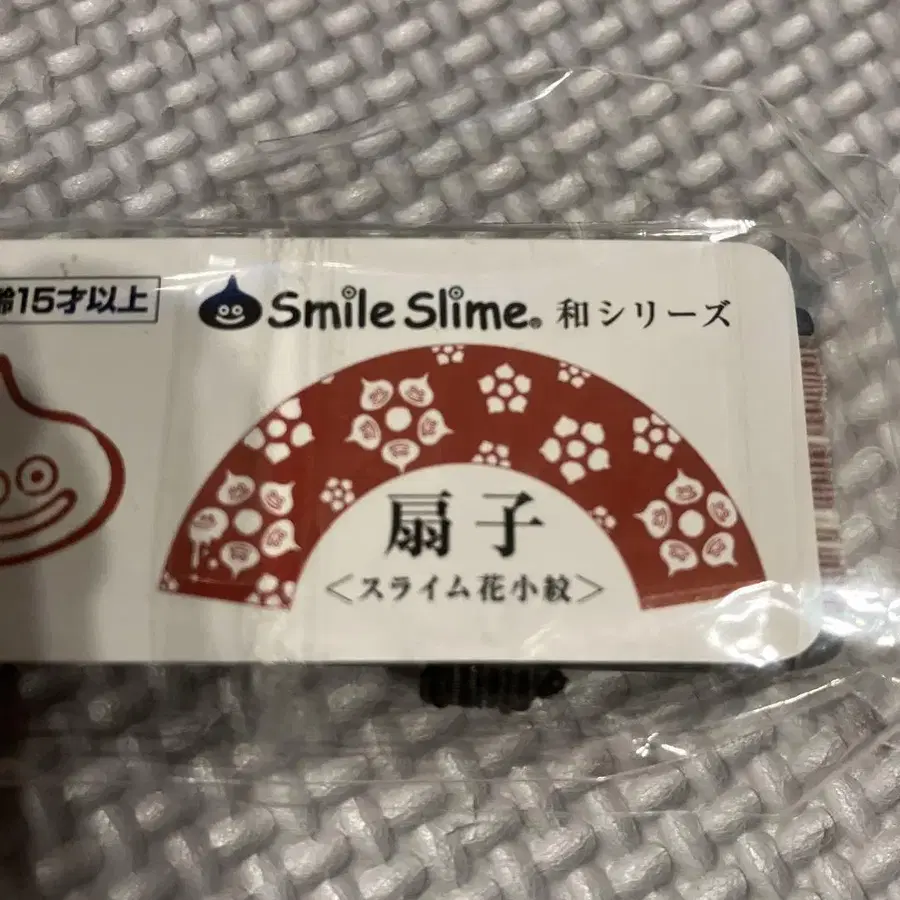 齢15才以上
Smile Slime® 和シリーズ
扇子
<スライム花小紋>